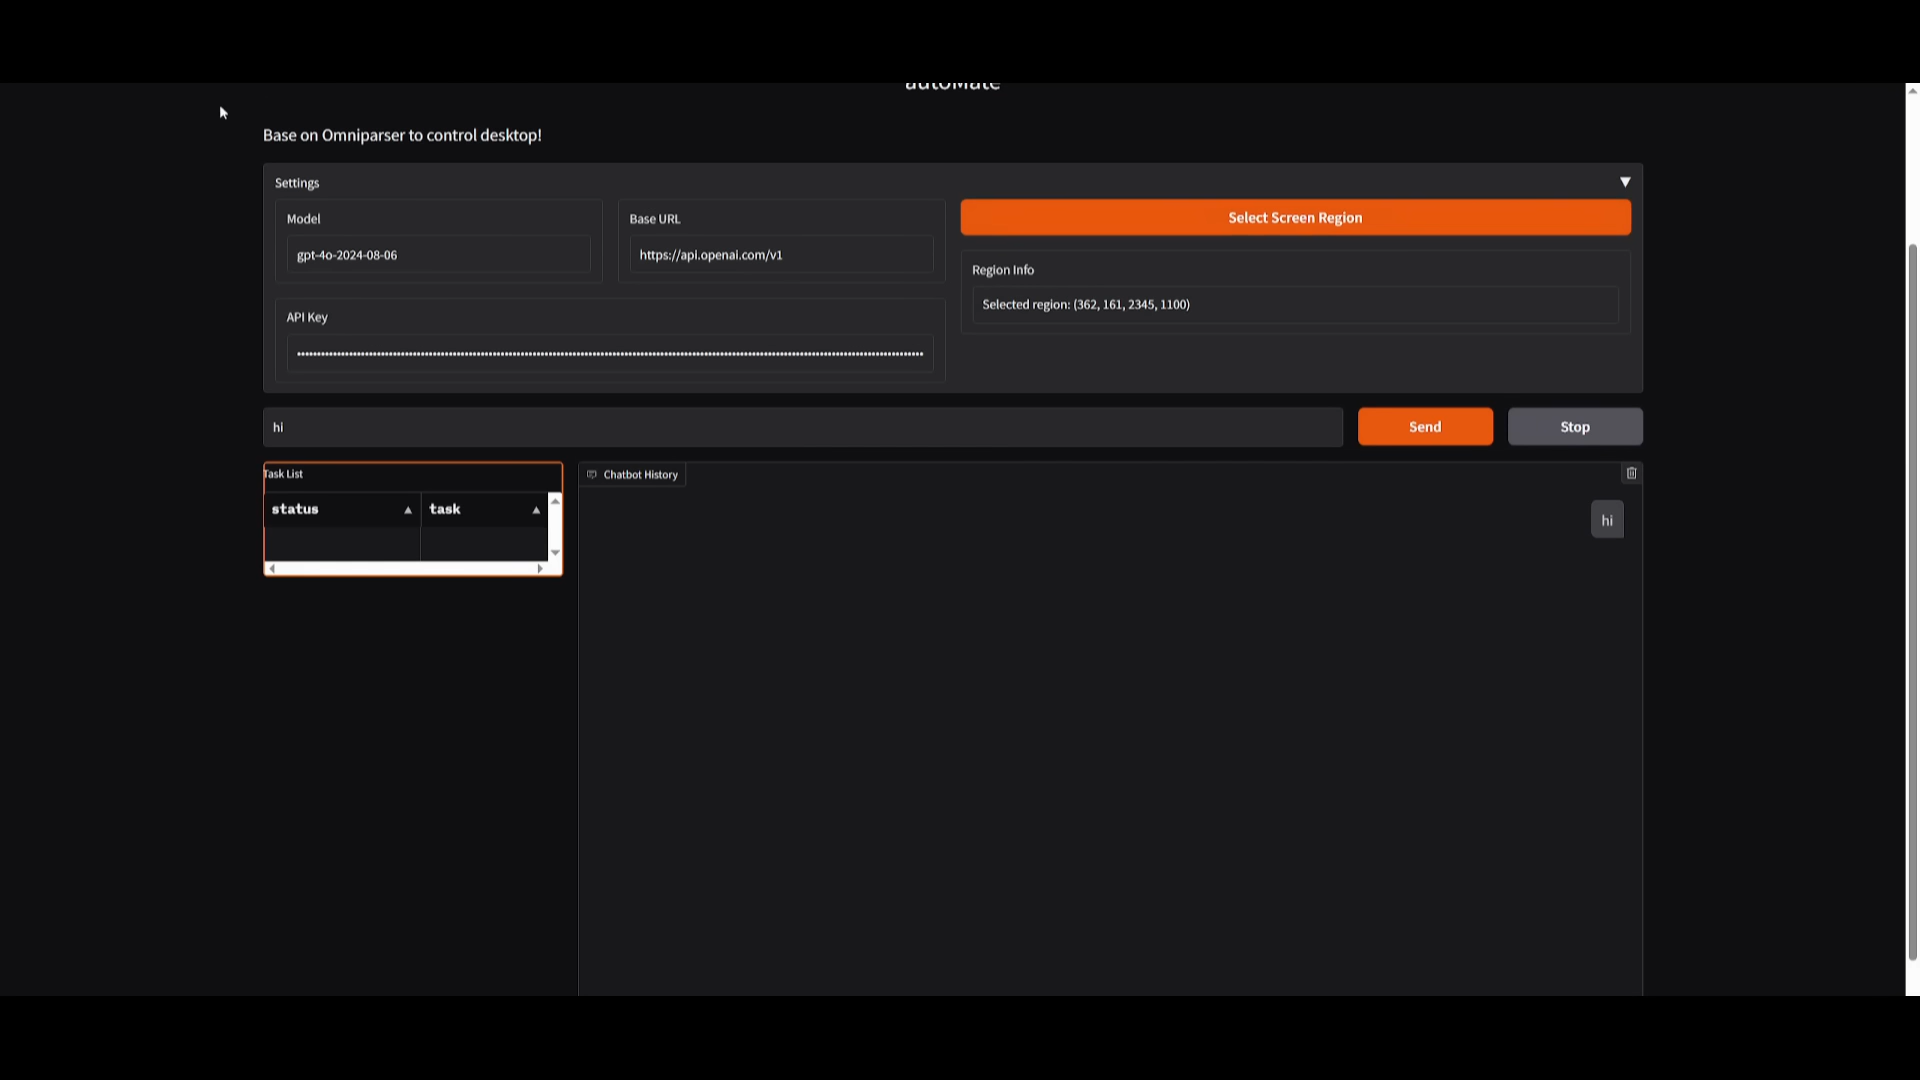 autoMate
Base on Omniparser to control desktop!
Settings
Model
gpt-4o-2024-08-06
Base URL
https://api.openai.com/v1
Select Screen Region
Region Info
Selected region: (362, 161, 2345, 1100)
API Key
hi
Send
Stop
Task List
status
task
Chatbot History
hi